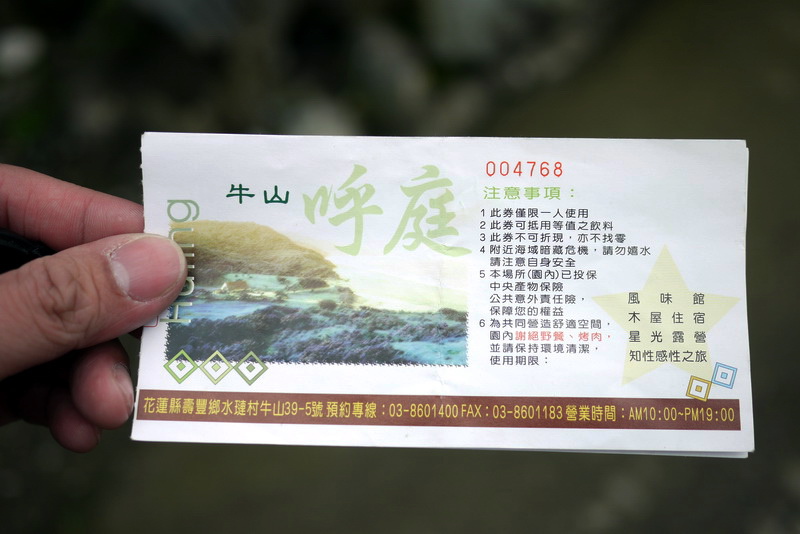 牛山 呼庭
Huting
004768
注意事項：
1 此券僅限一人使用
2 此券可抵用等值之飲料
3 此券不可折現，亦不找零
4 附近海域暗藏危機，請勿嬉水
請注意自身安全
5 本場所(園內)已投保
中央產物保險
公共意外責任險，
保障您的權益
6 為共同營造舒適空間，
園內謝絕野餐、烤肉，
並請保持環境清潔，
使用期限：
風味館
木屋住宿
星光露營
知性感性之旅
花蓮縣壽豐鄉水璉村牛山39-5號 預約專線：03-8601400 FAX：03-8601183 營業時間：AM10:00~PM19:00